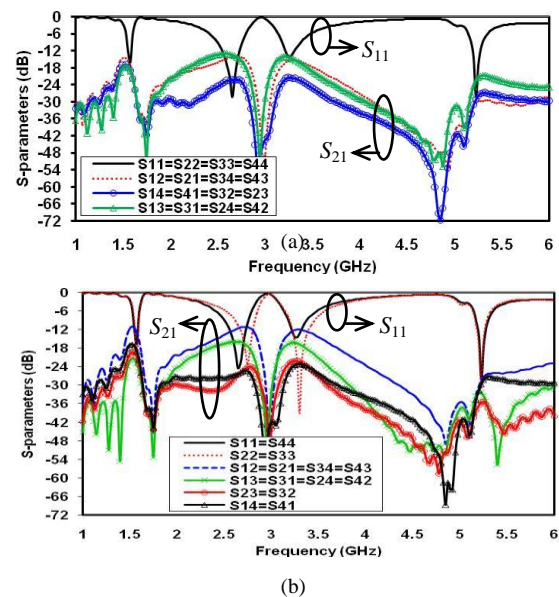 0
-6
-12
-18
-24
-30
-36
-42
-48
-54
-60
-66
-72
S-parameters (dB)
S11
S21
S11=S22=S33=S44
S12=S21=S34=S43
S14=S41=S32=S23
S13=S31=S24=S42
1 1.5 2 2.5 3 3.5 4 4.5 5 5.5 6
(a)
Frequency (GHz)
0
-6
-12
-18
-24
-30
-36
-42
-48
-54
-60
-66
-72
S-parameters (dB)
S21
S11
S11=S44
S22=S33
S12=S21=S34=S43
S13=S31=S24=S42
S23=S32
S14=S41
1 1.5 2 2.5 3 3.5 4 4.5 5 5.5 6
Frequency (GHz)
(b)